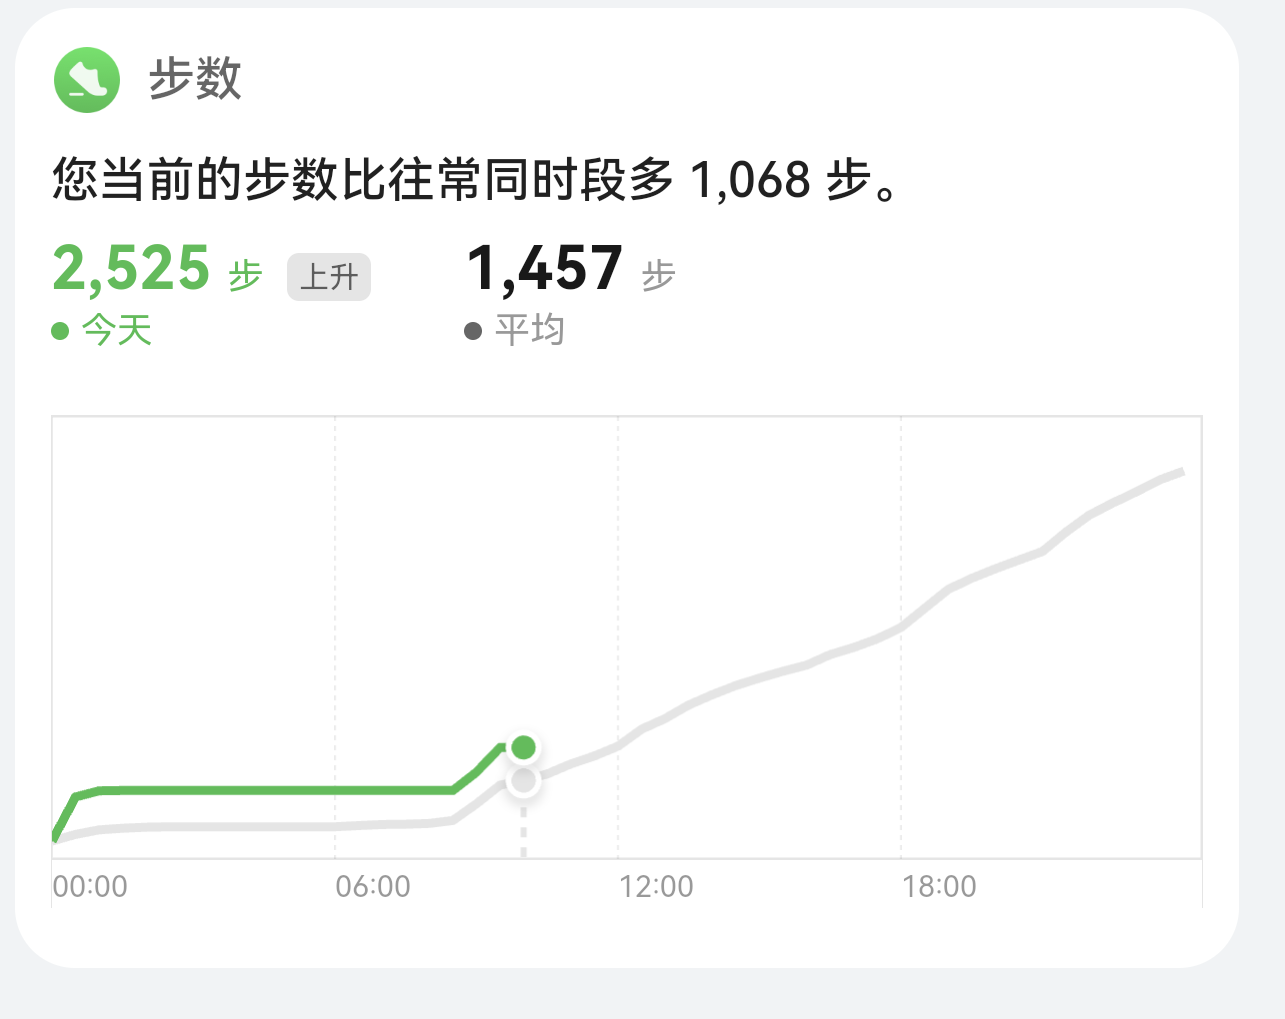 步数
您当前的步数比往常同时段多 1,068 步。
2,525 步 上升 1,457 步
今天 平均
00:00 06:00 12:00 18:00